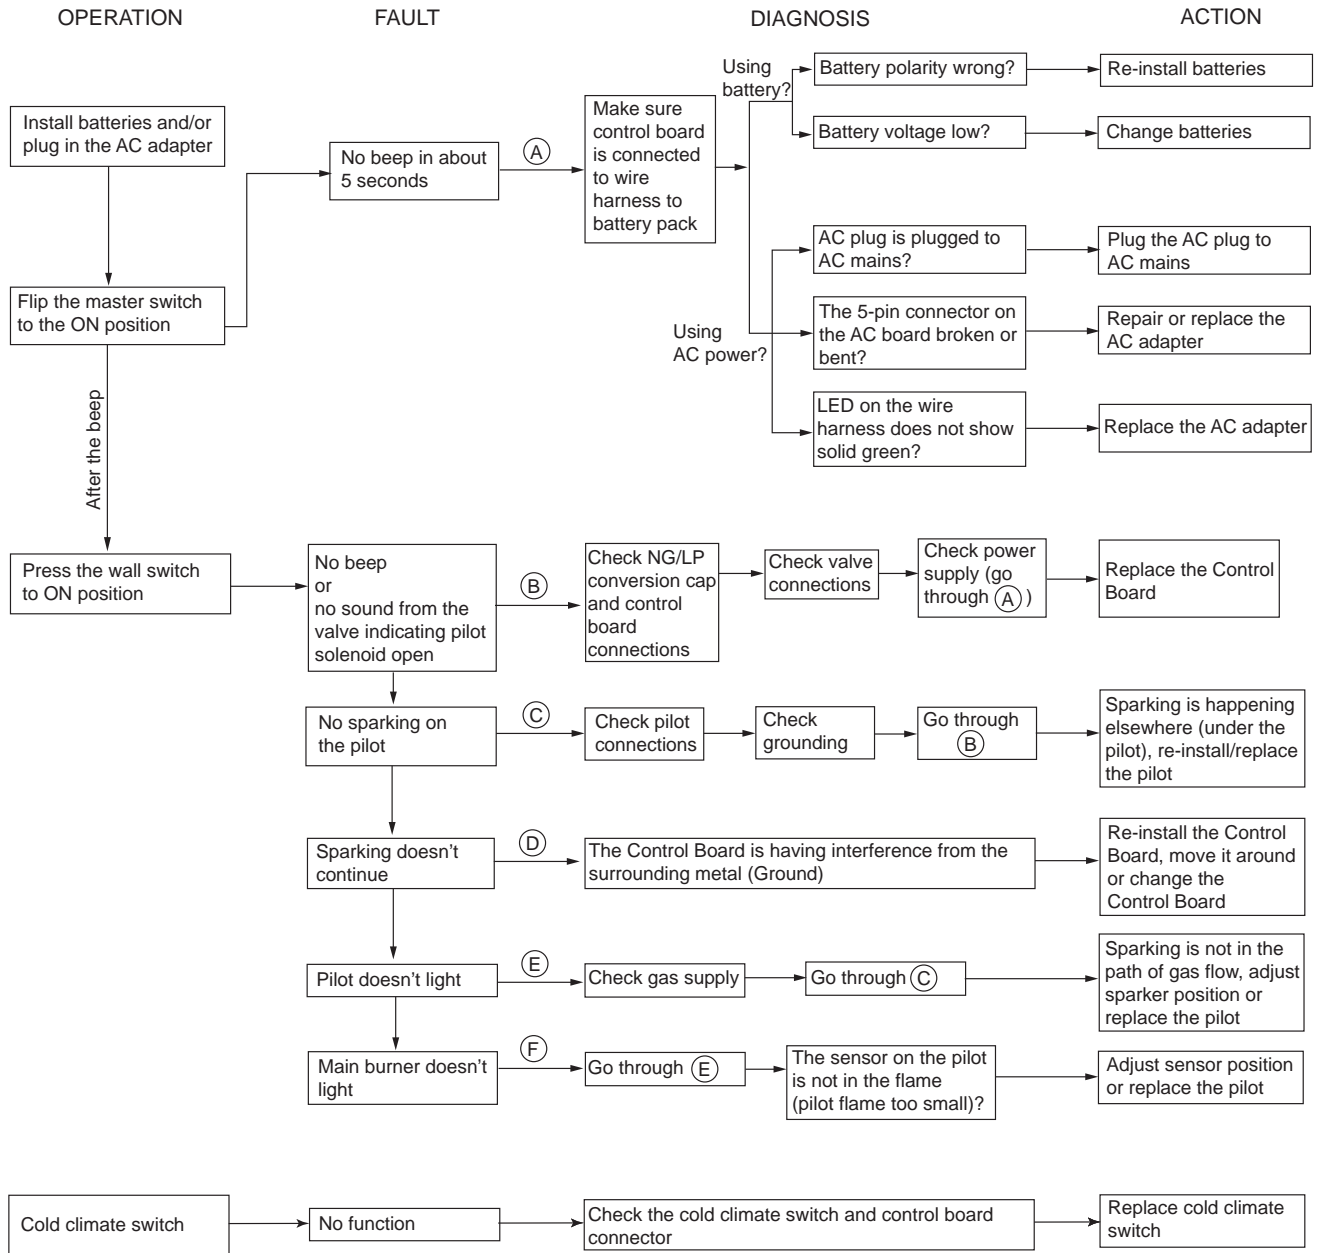 OPERATION
FAULT
DIAGNOSIS
ACTION
Install batteries and/or
plug in the AC adapter
Flip the master switch
to the ON position
After the beep
No beep in about
5 seconds
A
Make sure
control board
is connected
to wire
harness to
battery pack
Using
battery?
Battery polarity wrong?
Re-install batteries
Battery voltage low?
Change batteries
Using
AC power?
AC plug is plugged to
AC mains?
Plug the AC plug to
AC mains
The 5-pin connector on
the AC board broken or
bent?
Repair or replace the
AC adapter
LED on the wire
harness does not show
solid green?
Replace the AC adapter
Press the wall switch
to ON position
No beep
or
no sound from the
valve indicating pilot
solenoid open
B
Check NG/LP
conversion cap
and control
board
connections
Check valve
connections
Check power
supply (go
through A )
Replace the Control
Board
No sparking on
the pilot
C
Check pilot
connections
Check
grounding
Go through
B
Sparking is happening
elsewhere (under the
pilot), re-install/replace
the pilot
Sparking doesn't
continue
D
The Control Board is having interference from the
surrounding metal (Ground)
Re-install the Control
Board, move it around
or change the
Control Board
Pilot doesn't light
E
Check gas supply
Go through C
Sparking is not in the
path of gas flow, adjust
sparker position or
replace the pilot
Main burner doesn't
light
F
Go through E
The sensor on the pilot
is not in the flame
(pilot flame too small)?
Adjust sensor position
or replace the pilot
Cold climate switch
No function
Check the cold climate switch and control board
connector
Replace cold climate
switch